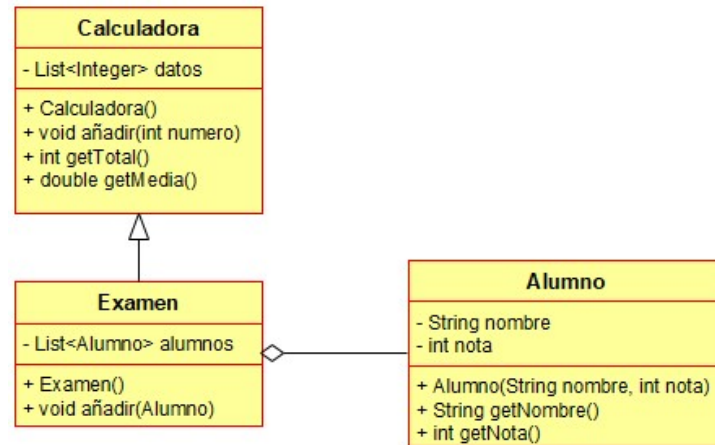 Calculadora
- List<Integer> datos
+ Calculadora()
+ void añadir(int numero)
+ int getTotal()
+ double getMedia()
Examen
- List<Alumno> alumnos
+ Examen()
+ void añadir(Alumno)
Alumno
- String nombre
- int nota
+ Alumno(String nombre, int nota)
+ String getNombre()
+ int getNota()